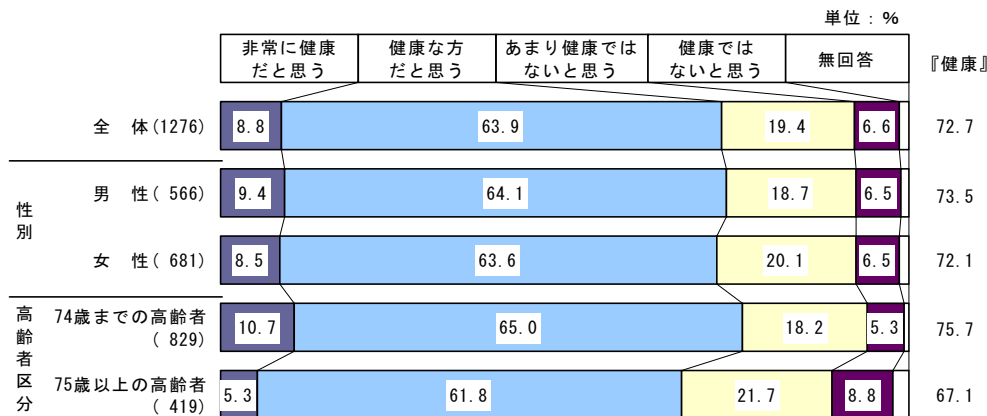 単位：％
非常に健康
だと思う
健康な方
だと思う
あまり健康では
ないと思う
健康では
ないと思う
無回答
『健康』
全　体(1276)
8.8
63.9
19.4
6.6
72.7
性別
男　性( 566)
9.4
64.1
18.7
6.5
73.5
女　性( 681)
8.5
63.6
20.1
6.5
72.1
高齢者区分
74歳までの高齢者
( 829)
10.7
65.0
18.2
5.3
75.7
75歳以上の高齢者
( 419)
5.3
61.8
21.7
8.8
67.1